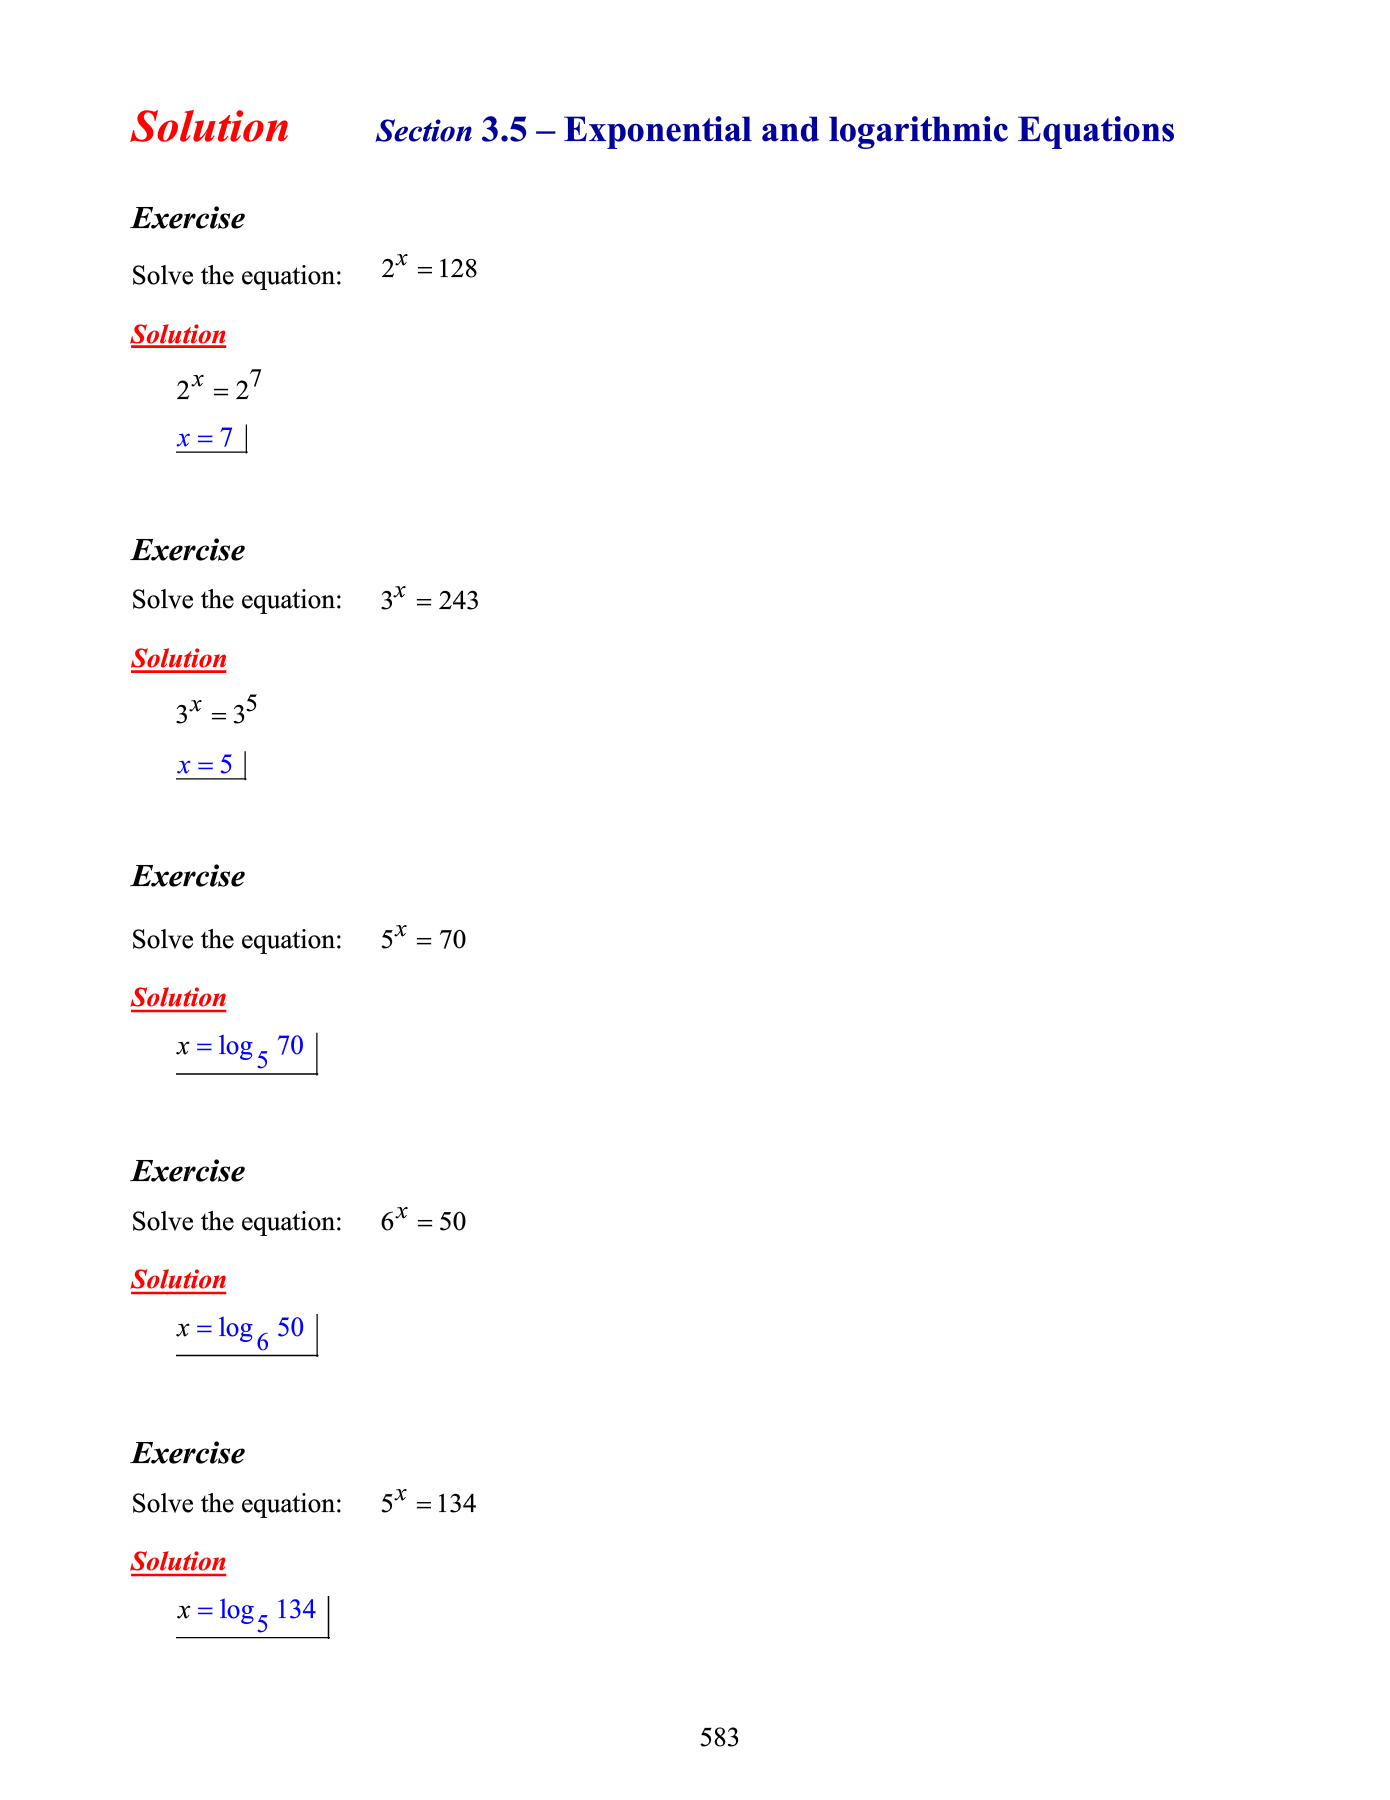 Solution Section 3.5 – Exponential and logarithmic Equations
Exercise
Solve the equation: 2^x = 128
Solution
2^x = 2^7
x = 7
Exercise
Solve the equation: 3^x = 243
Solution
3^x = 3^5
x = 5
Exercise
Solve the equation: 5^x = 70
Solution
x = log_5 70
Exercise
Solve the equation: 6^x = 50
Solution
x = log_6 50
Exercise
Solve the equation: 5^x = 134
Solution
x = log_5 134
583